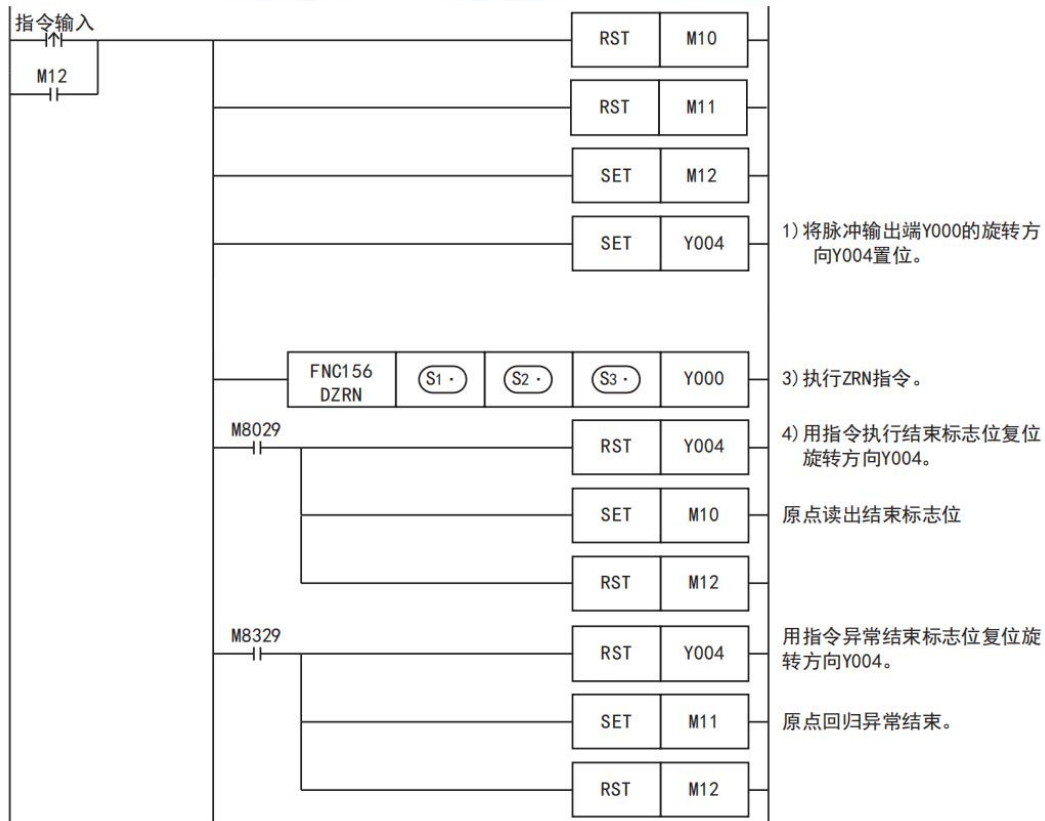 指令输入
RST M10
M12
RST M11
SET M12
SET Y004
1)将脉冲输出端Y000的旋转方
向Y004置位。
FNC156
DZRN
S1· S2· S3· Y000
3)执行ZRN指令。
M8029
RST Y004
4)用指令执行结束标志位复位
旋转方向Y004。
SET M10
原点读出结束标志位
RST M12
M8329
RST Y004
用指令异常结束标志位复位旋
转方向Y004。
SET M11
原点回归异常结束。
RST M12